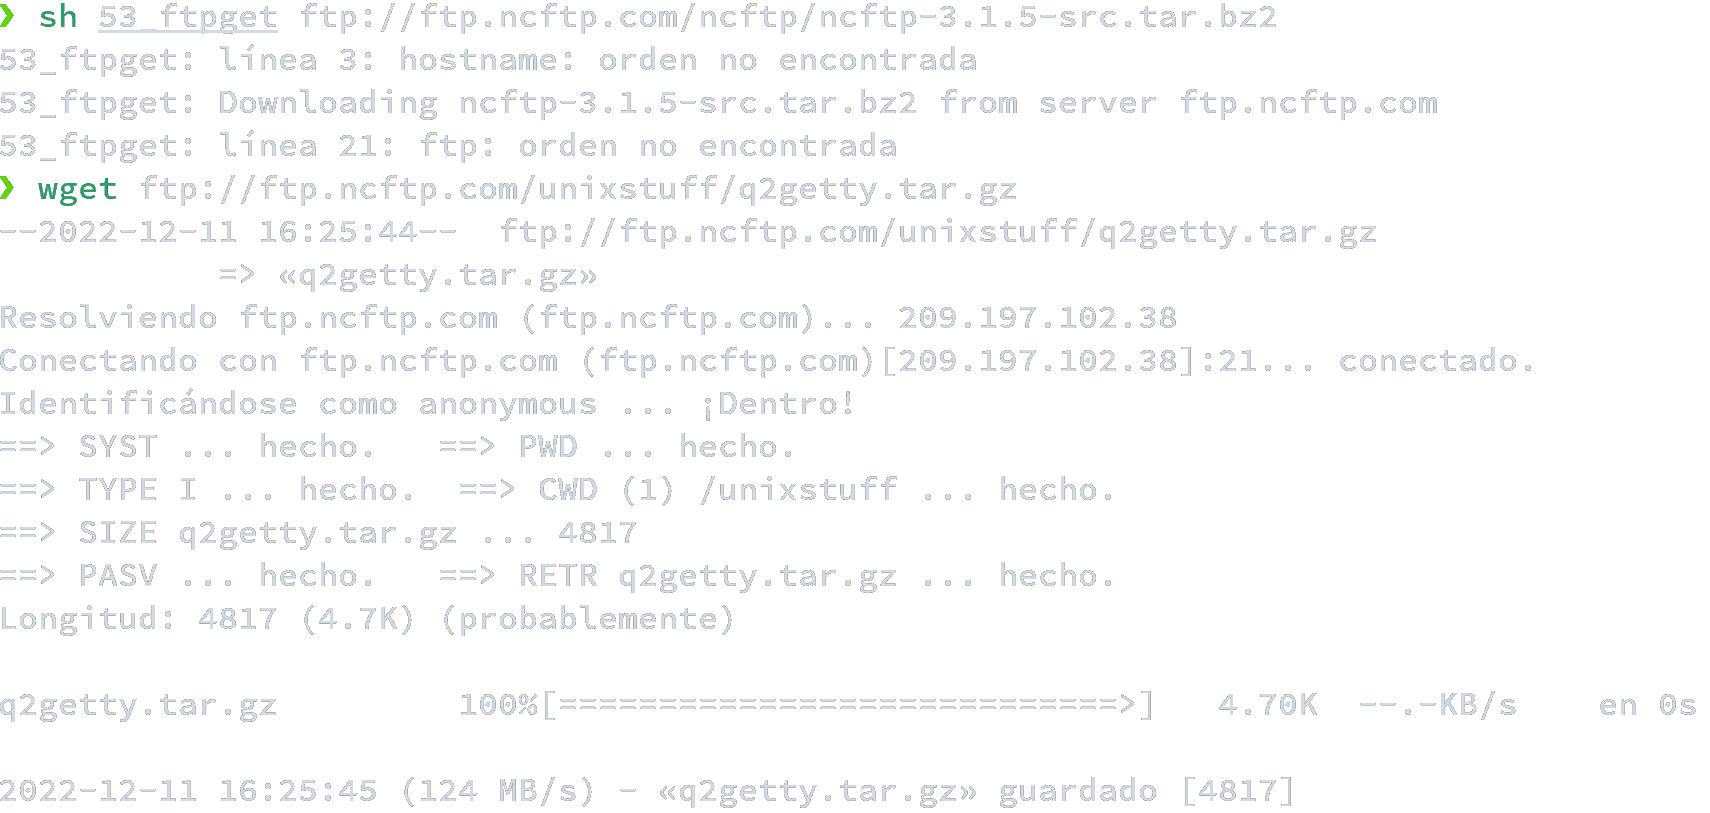 ❯ sh 53_ftpget ftp://ftp.ncftp.com/ncftp/ncftp-3.1.5-src.tar.bz2
53_ftpget: línea 3: hostname: orden no encontrada
53_ftpget: Downloading ncftp-3.1.5-src.tar.bz2 from server ftp.ncftp.com
53_ftpget: línea 21: ftp: orden no encontrada
❯ wget ftp://ftp.ncftp.com/unixstuff/q2getty.tar.gz
--2022-12-11 16:25:44--  ftp://ftp.ncftp.com/unixstuff/q2getty.tar.gz
           => «q2getty.tar.gz»
Resolviendo ftp.ncftp.com (ftp.ncftp.com)... 209.197.102.38
Conectando con ftp.ncftp.com (ftp.ncftp.com)[209.197.102.38]:21... conectado.
Identificándose como anonymous ... ¡Dentro!
==> SYST ... hecho.   ==> PWD ... hecho.
==> TYPE I ... hecho.  ==> CWD (1) /unixstuff ... hecho.
==> SIZE q2getty.tar.gz ... 4817
==> PASV ... hecho.   ==> RETR q2getty.tar.gz ... hecho.
Longitud: 4817 (4.7K) (probablemente)
q2getty.tar.gz         100%[============================>]   4.70K  --.-KB/s    en 0s
2022-12-11 16:25:45 (124 MB/s) - «q2getty.tar.gz» guardado [4817]